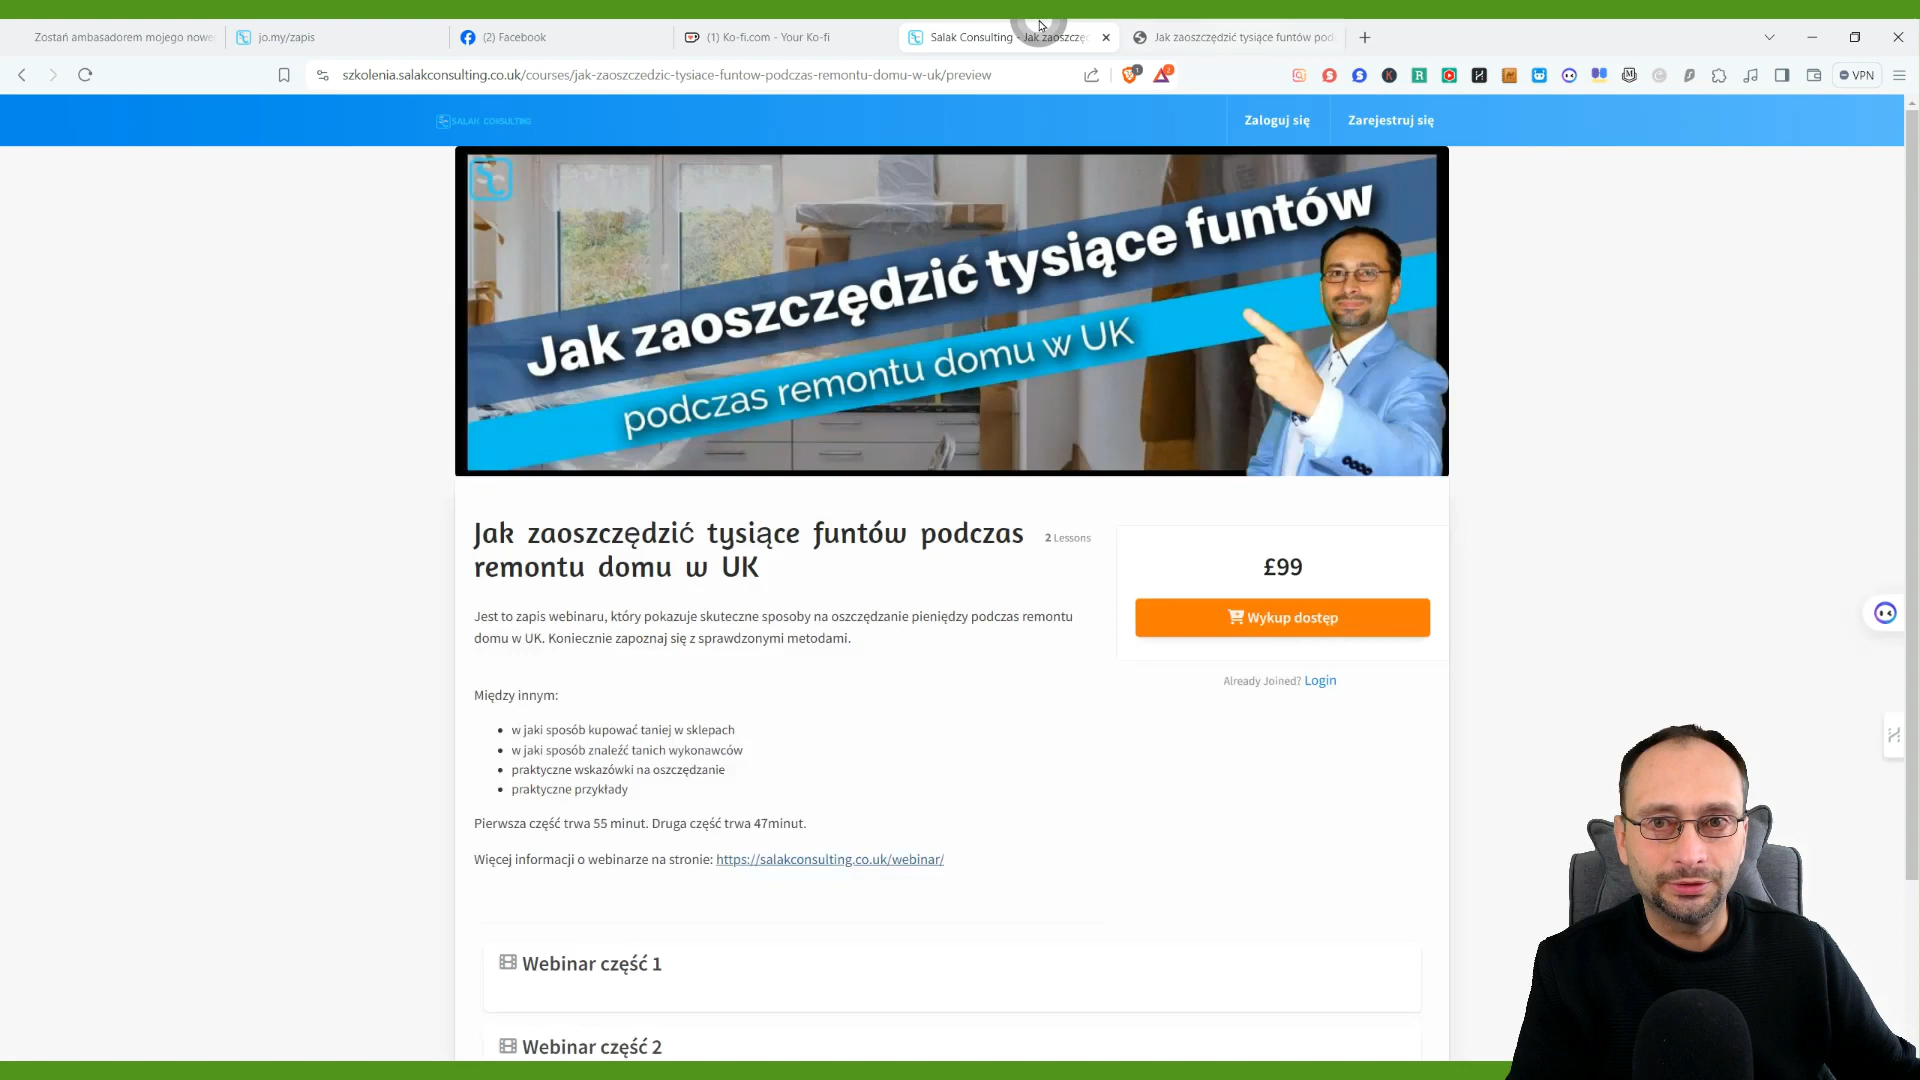 Zostań ambasadorem mojego nowe
jo.my/zapis
(2) Facebook
(1) Ko-fi.com - Your Ko-fi
Salak Consulting - Jak zaoszczęd
Jak zaoszczędzić tysiące funtów pod
szkolenia.salakconsulting.co.uk/courses/jak-zaoszczedzic-tysiace-funtow-podczas-remontu-domu-w-uk/preview
VPN
SALAK CONSULTING
Zaloguj się
Zarejestruj się
Jak zaoszczędzić tysiące funtów
podczas remontu domu w UK
Jak zaoszczędzić tysiące funtów podczas
remontu domu w UK
2 Lessons
£99
Wykup dostęp
Already Joined? Login
Jest to zapis webinaru, który pokazuje skuteczne sposoby na oszczędzanie pieniędzy podczas remontu
domu w UK. Koniecznie zapoznaj się z sprawdzonymi metodami.
Między innym:
w jaki sposób kupować taniej w sklepach
w jaki sposób znaleźć tanich wykonawców
praktyczne wskazówki na oszczędzanie
praktyczne przykłady
Pierwsza część trwa 55 minut. Druga część trwa 47minut.
Więcej informacji o webinarze na stronie: https://salakconsulting.co.uk/webinar/
Webinar część 1
Webinar część 2